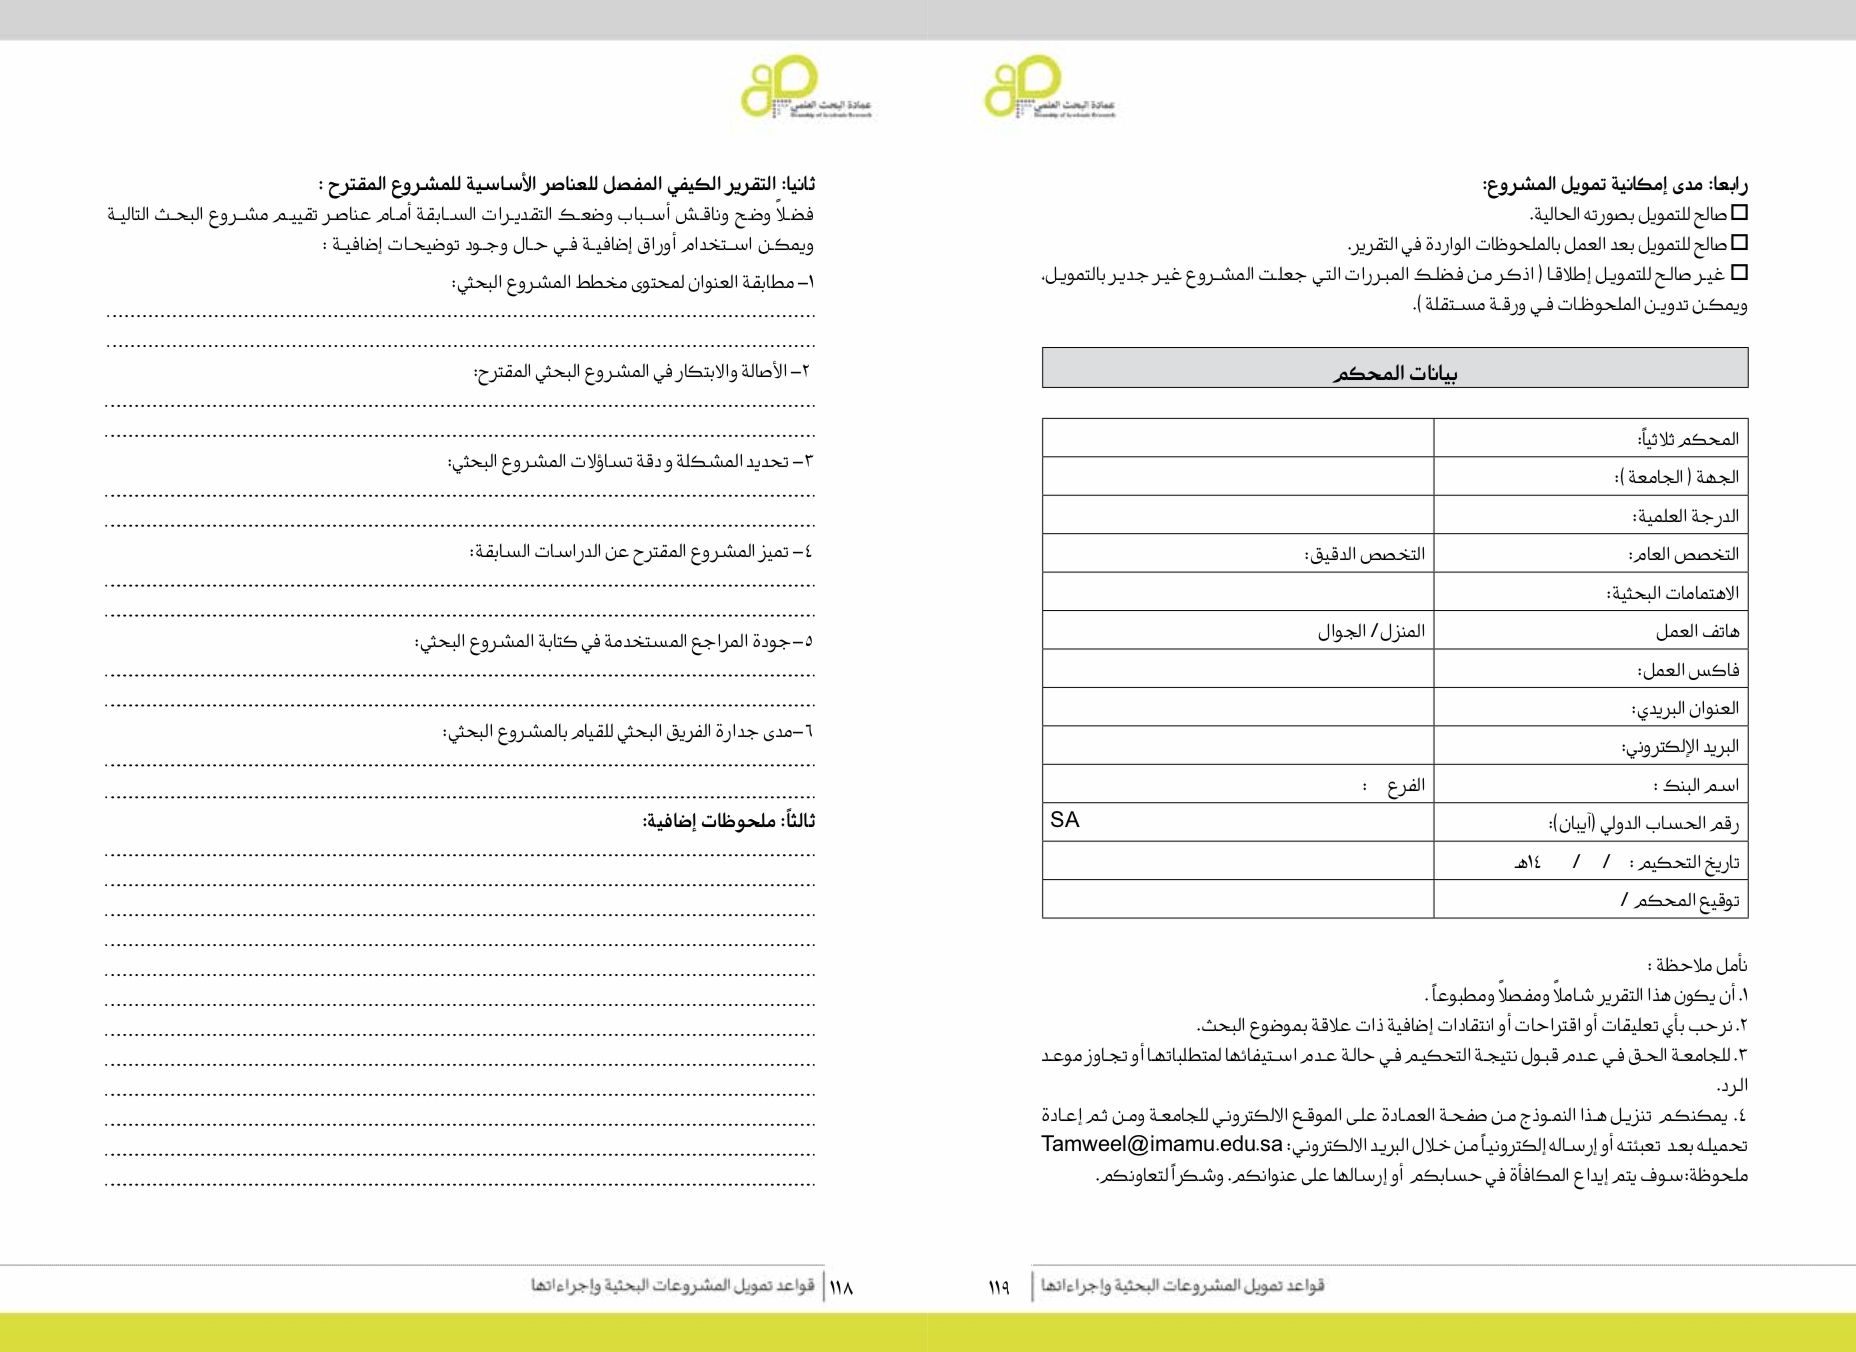 عمادة البحث العلمي
Deanship of Academic Research
ثانيا: التقرير الكيفي المفصل للعناصر الأساسية للمشروع المقترح :
فضلاً وضح وناقش أسباب وضعك التقديرات السابقة أمام عناصر تقييم مشروع البحث التالية
ويمكن استخدام أوراق إضافية في حال وجود توضيحات إضافية :
١- مطابقة العنوان لمحتوى مخطط المشروع البحثي:
٢- الأصالة والابتكار في المشروع البحثي المقترح:
٣- تحديد المشكلة و دقة تساؤلات المشروع البحثي:
٤- تميز المشروع المقترح عن الدراسات السابقة:
٥-جودة المراجع المستخدمة في كتابة المشروع البحثي:
٦-مدى جدارة الفريق البحثي للقيام بالمشروع البحثي:
ثالثاً: ملحوظات إضافية:
١١٨ قواعد تمويل المشروعات البحثية وإجراءاتها
عمادة البحث العلمي
Deanship of Academic Research
رابعا: مدى إمكانية تمويل المشروع:
صالح للتمويل بصورته الحالية.
صالح للتمويل بعد العمل بالملحوظات الواردة في التقرير.
غير صالح للتمويل إطلاقا ( اذكر من فضلك المبررات التي جعلت المشروع غير جدير بالتمويل،
ويمكن تدوين الملحوظات في ورقة مستقلة ).
بيانات المحكم
المحكم ثلاثياً:
الجهة ( الجامعة ):
الدرجة العلمية:
التخصص العام: التخصص الدقيق:
الاهتمامات البحثية:
هاتف العمل المنزل/ الجوال
فاكس العمل:
العنوان البريدي:
البريد الإلكتروني:
اسم البنك : الفرع :
رقم الحساب الدولي (آيبان): SA
تاريخ التحكيم : / / ١٤هـ
توقيع المحكم /
نأمل ملاحظة :
١. أن يكون هذا التقرير شاملاً ومفصلاً ومطبوعاً .
٢. نرحب بأي تعليقات أو اقتراحات أو انتقادات إضافية ذات علاقة بموضوع البحث.
٣. للجامعة الحق في عدم قبول نتيجة التحكيم في حالة عدم استيفائها لمتطلباتها أو تجاوز موعد
الرد.
٤. يمكنكم تنزيل هذا النموذج من صفحة العمادة على الموقع الالكتروني للجامعة ومن ثم إعادة
تحميله بعد تعبئته أو إرساله إلكترونياً من خلال البريد الالكتروني: Tamweel@imamu.edu.sa
ملحوظة:سوف يتم إيداع المكافأة في حسابكم أو إرسالها على عنوانكم. وشكراً لتعاونكم.
قواعد تمويل المشروعات البحثية وإجراءاتها ١١٩